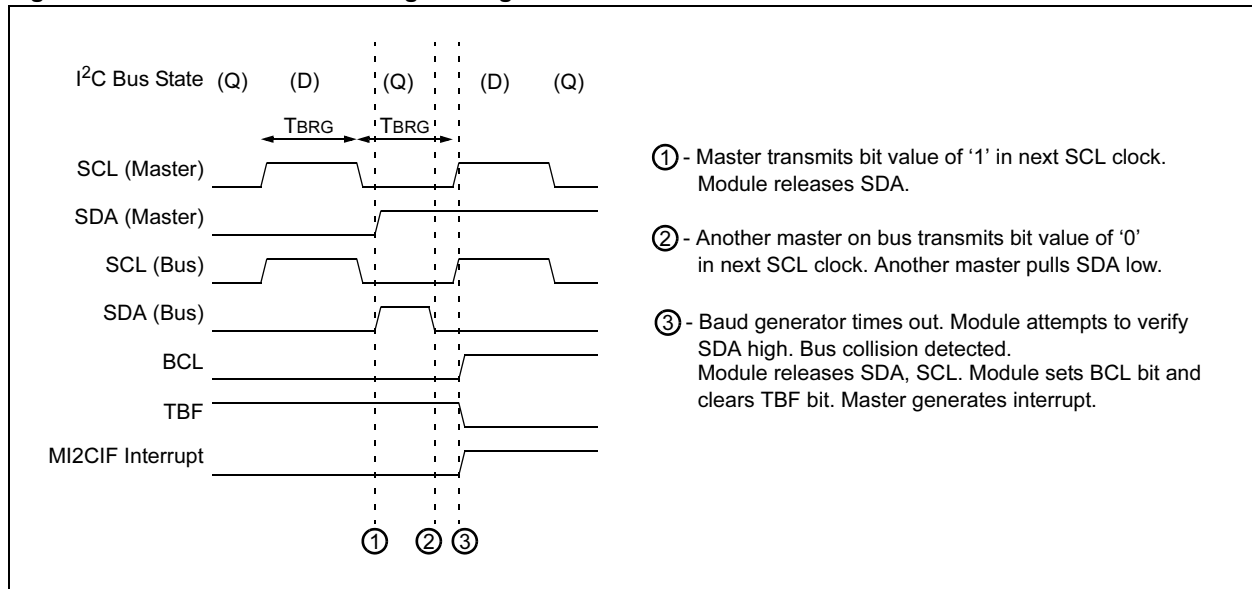 I²C Bus State (Q) (D) (Q) (D) (Q)
TBRG TBRG
SCL (Master)
SDA (Master)
SCL (Bus)
SDA (Bus)
BCL
TBF
MI2CIF Interrupt
1 2 3
1 - Master transmits bit value of ‘1’ in next SCL clock.
Module releases SDA.
2 - Another master on bus transmits bit value of ‘0’
in next SCL clock. Another master pulls SDA low.
3 - Baud generator times out. Module attempts to verify
SDA high. Bus collision detected.
Module releases SDA, SCL. Module sets BCL bit and
clears TBF bit. Master generates interrupt.